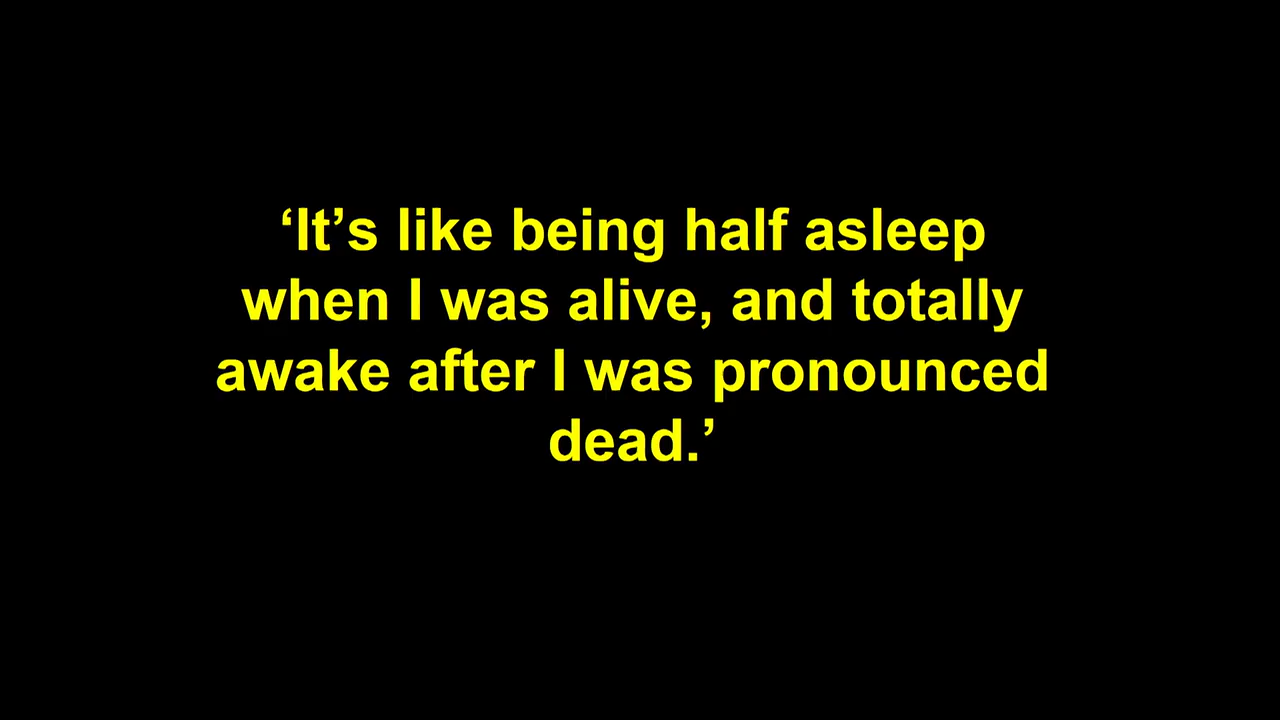 ‘It’s like being half asleep
when I was alive, and totally
awake after I was pronounced
dead.’